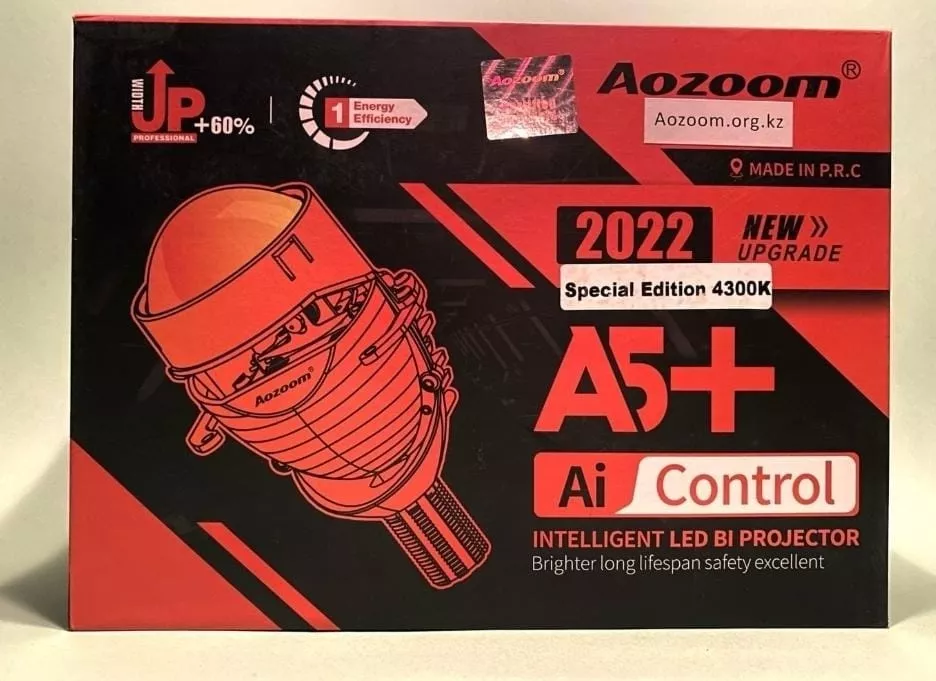 WIDTH
UP
+60%
PROFESSIONAL
1
Energy
Efficiency
Aozoom®
Aozoom®
Aozoom.org.kz
MADE IN P.R.C
2022
NEW
UPGRADE
Special Edition 4300K
A5+
Aozoom®
Ai Control
INTELLIGENT LED BI PROJECTOR
Brighter long lifespan safety excellent